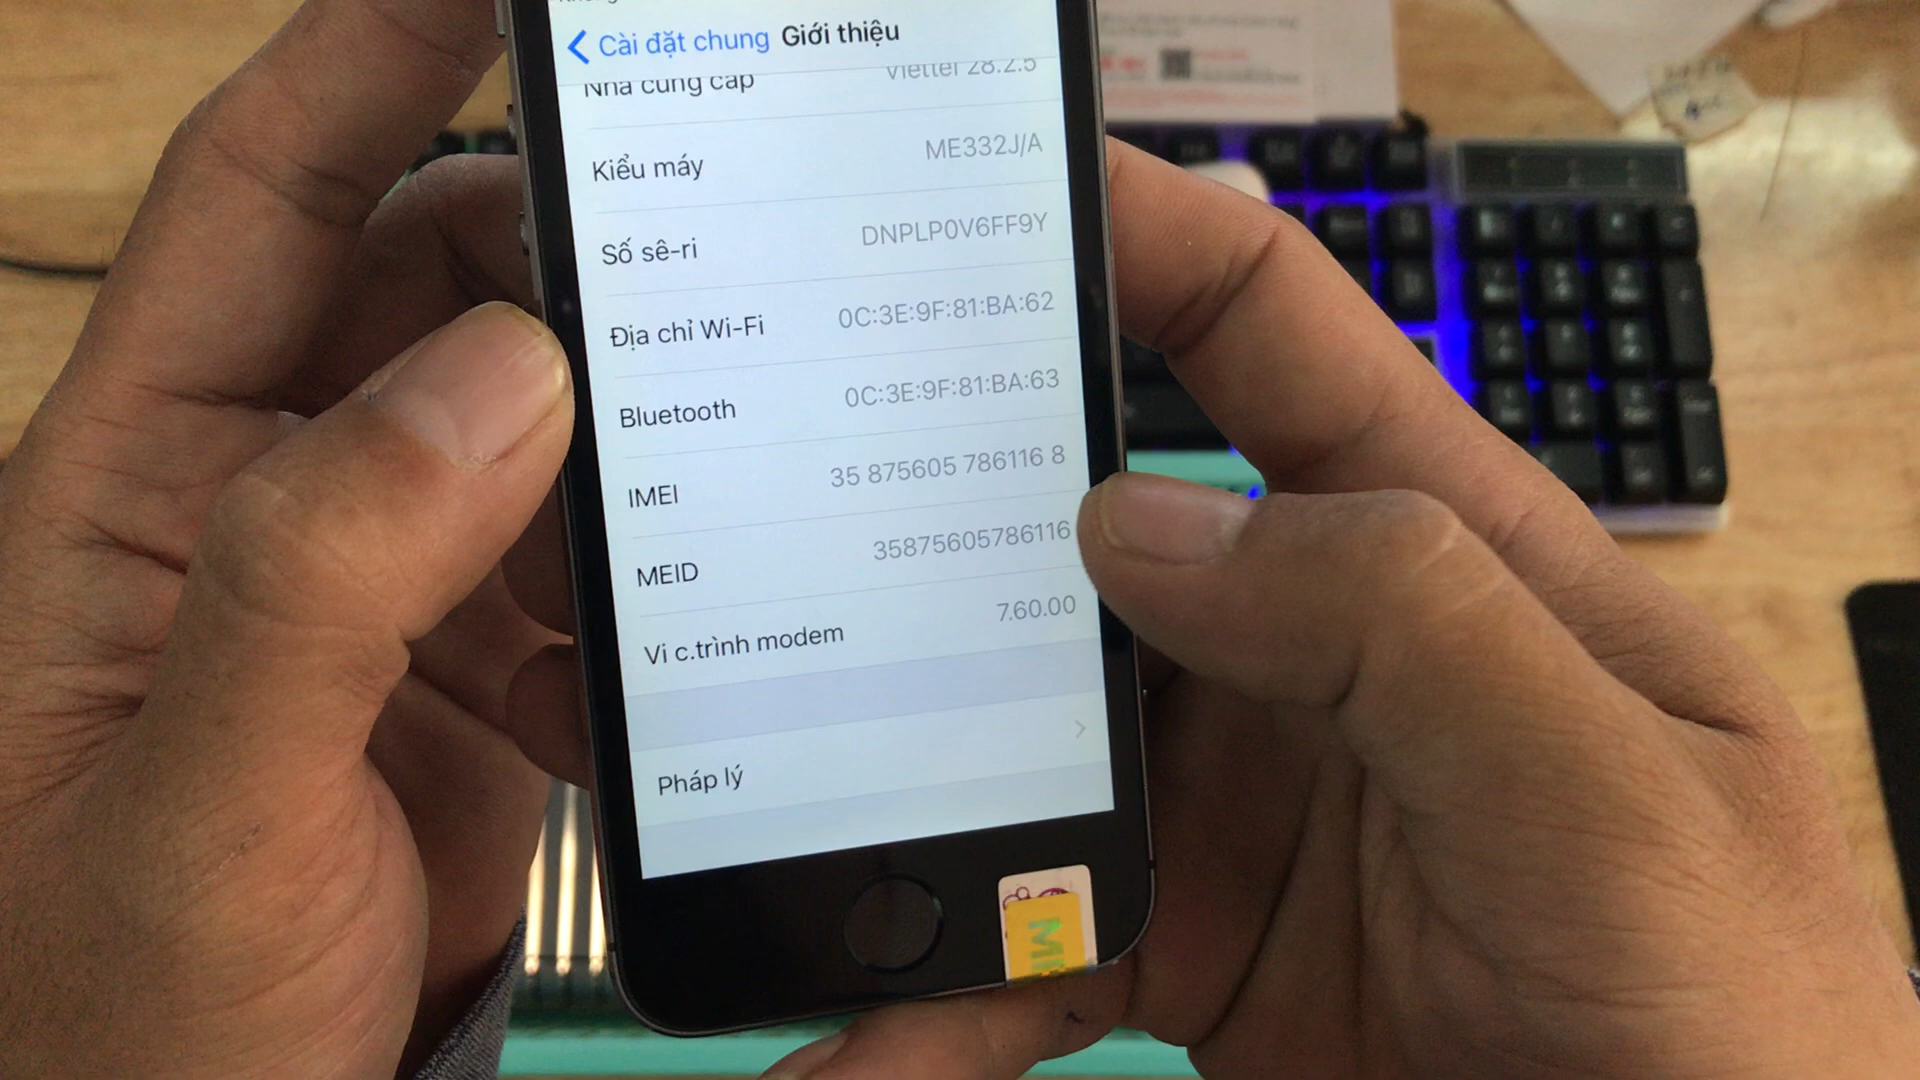 Cài đặt chung Giới thiệu
Nhà cung cấp Viettel 28.2.5
Kiểu máy ME332J/A
Số sê-ri DNPLP0V6FF9Y
Địa chỉ Wi-Fi 0C:3E:9F:81:BA:62
Bluetooth 0C:3E:9F:81:BA:63
IMEI 35 875605 786116 8
MEID 35875605786116
Vi c.trình modem 7.60.00
Pháp lý